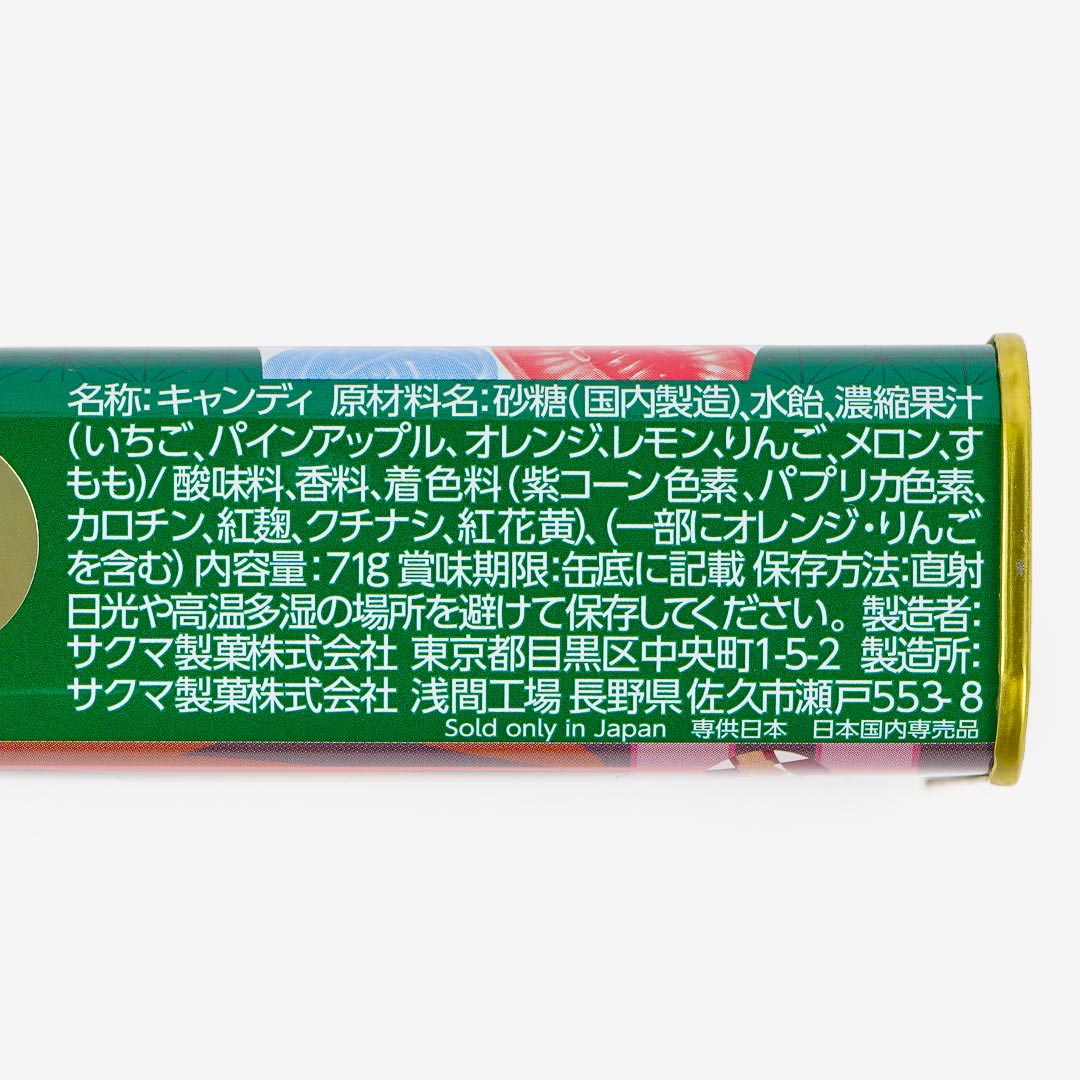 名称:キャンディ 原材料名:砂糖(国内製造)、水飴、濃縮果汁
(いちご、パインアップル、オレンジ、レモン、りんご、メロン、す
もも)/酸味料、香料、着色料(紫コーン色素、パプリカ色素、
カロチン、紅麹、クチナシ、紅花黄)、(一部にオレンジ・りんご
を含む) 内容量:71g 賞味期限:缶底に記載 保存方法:直射
日光や高温多湿の場所を避けて保存してください。 製造者:
サクマ製菓株式会社 東京都目黒区中央町1-5-2 製造所:
サクマ製菓株式会社 浅間工場 長野県佐久市瀬戸553-8
Sold only in Japan 専供日本 日本国内専売品